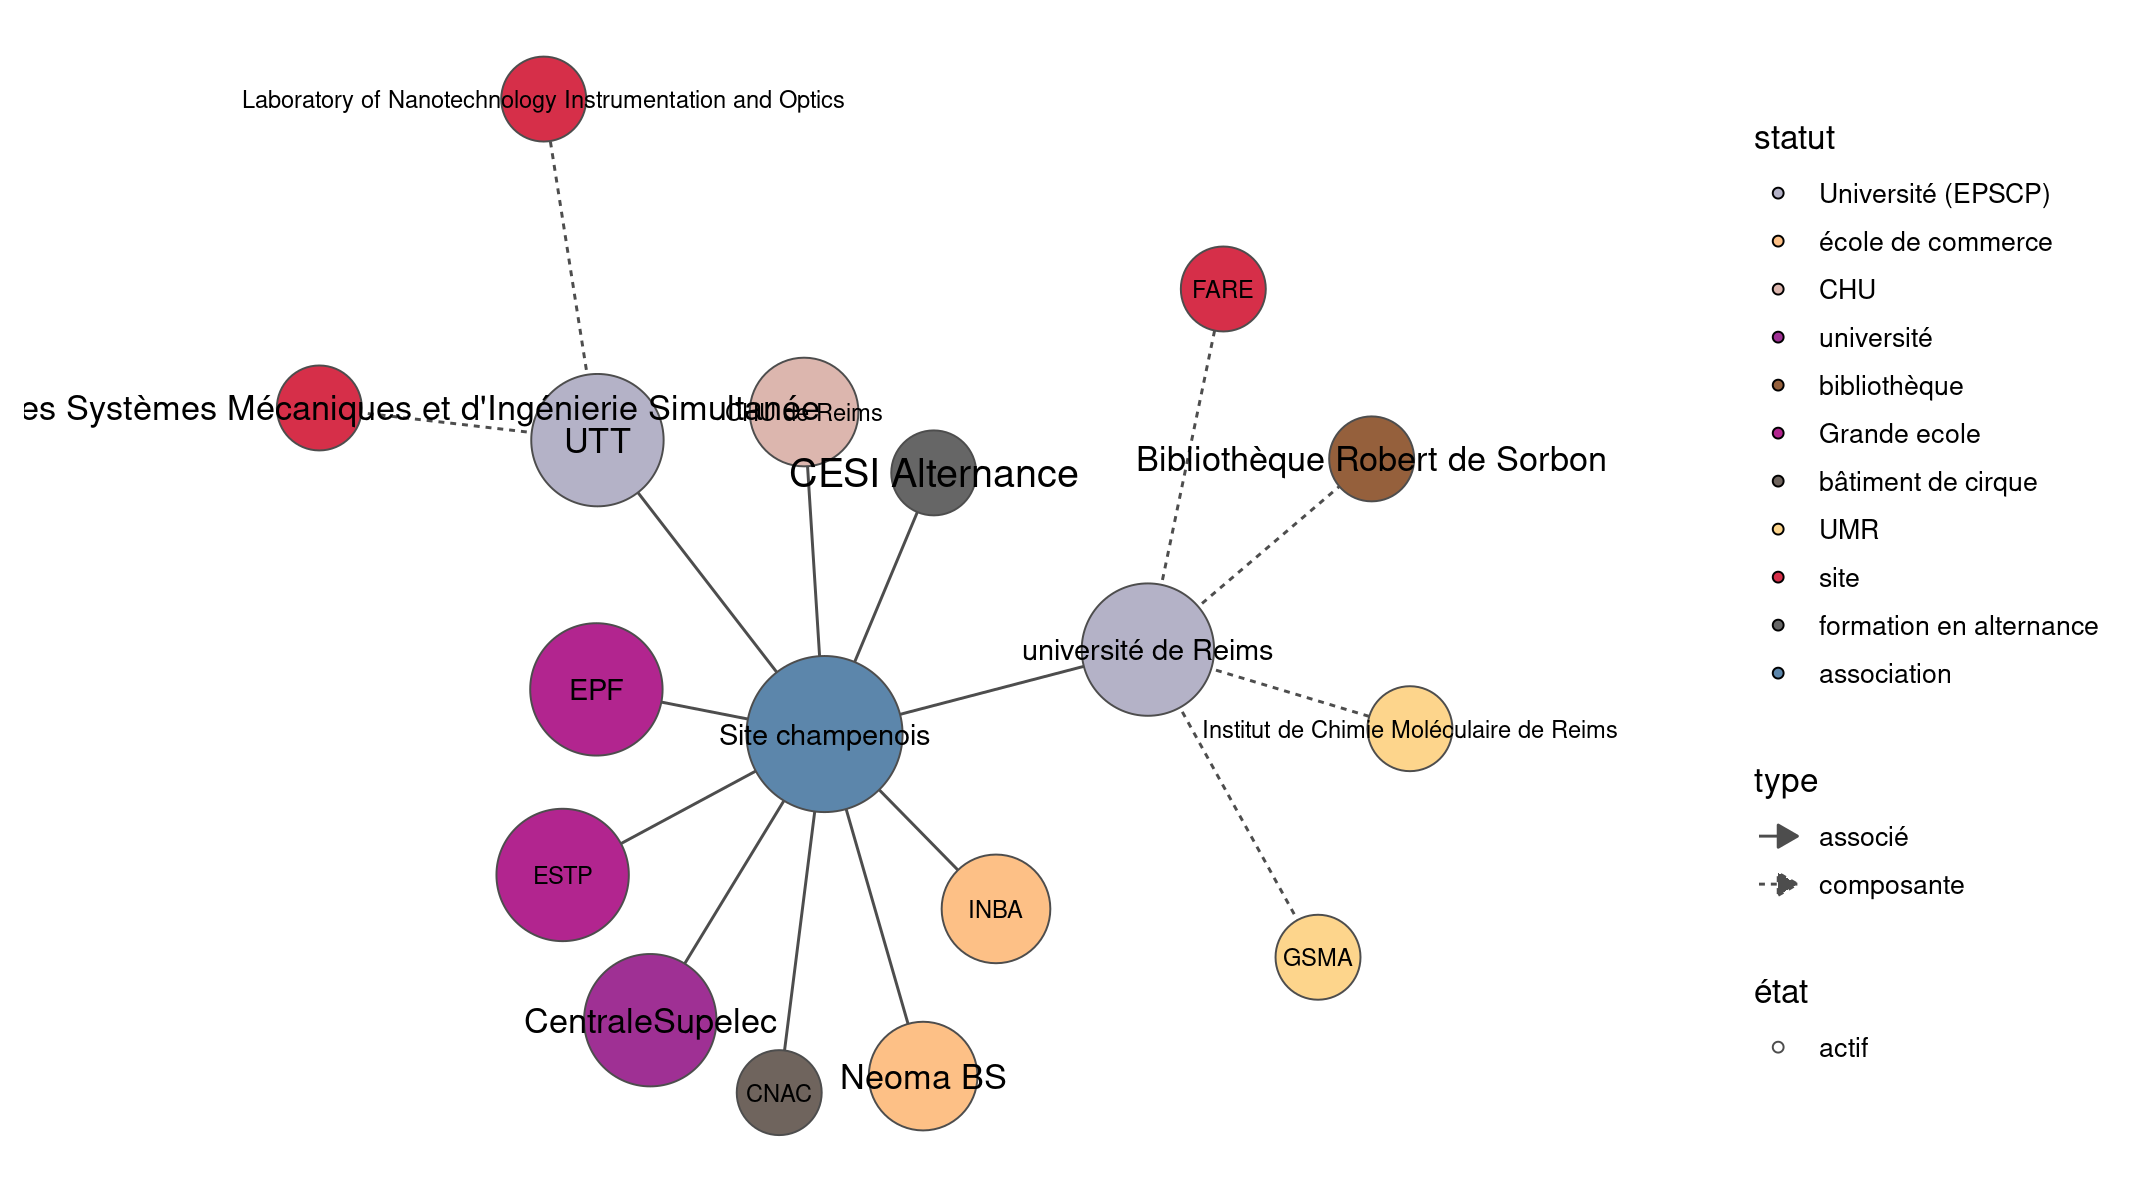 Laboratory of Nanotechnology Instrumentation and Optics
FARE
es Systèmes Mécaniques et d'Ingénierie Simultanée
CHU de Reims
UTT
CESI Alternance
Bibliothèque Robert de Sorbon
université de Reims
EPF
Site champenois
Institut de Chimie Moléculaire de Reims
ESTP
INBA
GSMA
CentraleSupelec
CNAC
Neoma BS
statut
Université (EPSCP)
école de commerce
CHU
université
bibliothèque
Grande ecole
bâtiment de cirque
UMR
site
formation en alternance
association
type
associé
composante
état
actif